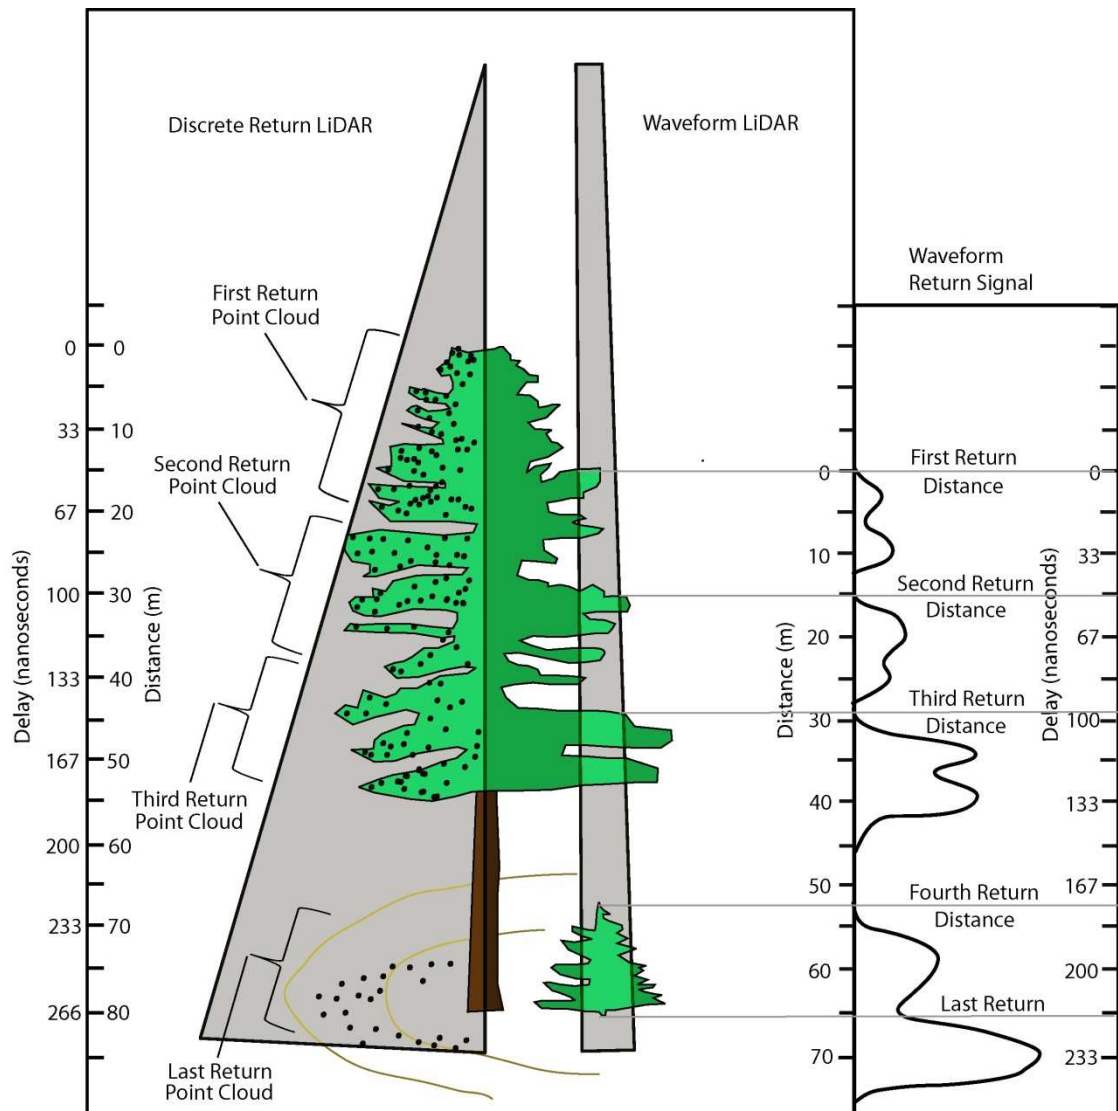 Discrete Return LiDAR
Waveform LiDAR
Waveform
Return Signal
First Return
Point Cloud
Second Return
Point Cloud
Third Return
Point Cloud
Last Return
Point Cloud
Delay (nanoseconds)
0
33
67
100
133
167
200
233
266
Distance (m)
0
10
20
30
40
50
60
70
80
Distance (m)
0
10
20
30
40
50
60
70
First Return
Distance
Second Return
Distance
Third Return
Distance
Fourth Return
Distance
Last Return
Delay (nanoseconds)
0
33
67
100
133
167
200
233